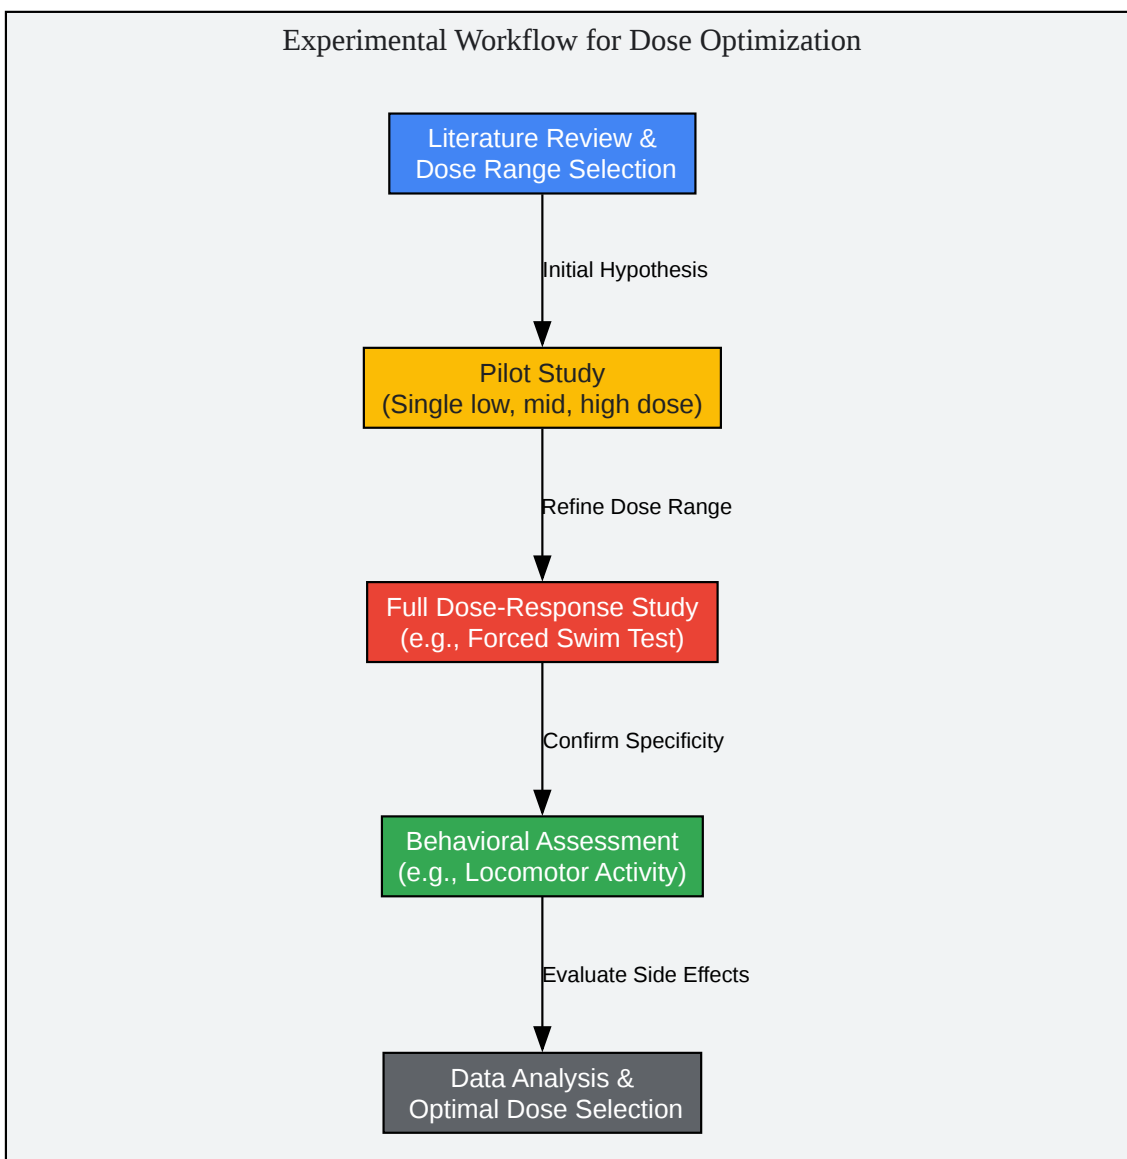 Experimental Workflow for Dose Optimization
Literature Review &
Dose Range Selection
Initial Hypothesis
Pilot Study
(Single low, mid, high dose)
Refine Dose Range
Full Dose-Response Study
(e.g., Forced Swim Test)
Confirm Specificity
Behavioral Assessment
(e.g., Locomotor Activity)
Evaluate Side Effects
Data Analysis &
Optimal Dose Selection